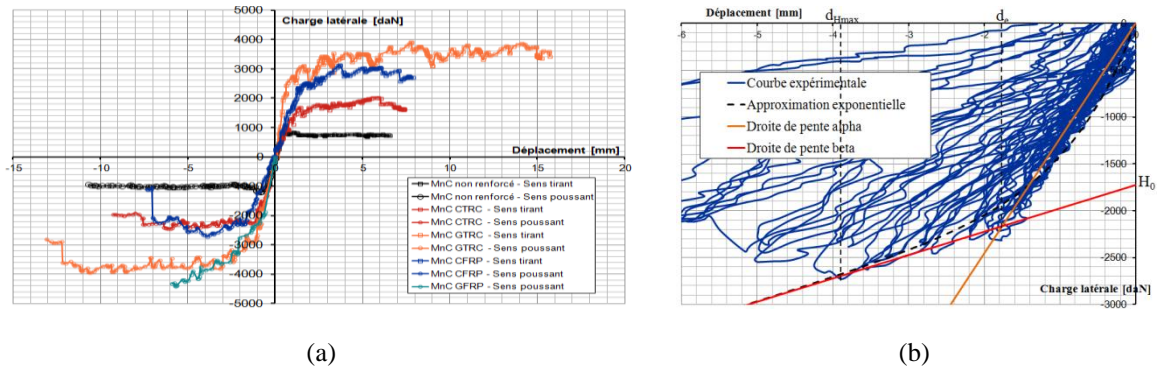 Charge latérale [daN]
5000
4000
3000
2000
1000
0
-1000
-2000
-3000
-4000
-5000
-15
-10
-5
0
5
10
15
20
Déplacement [mm]
MnC non renforcé - Sens tirant
MnC non renforcé - Sens poussant
MnC CTRC - Sens tirant
MnC CTRC - Sens poussant
MnC GTRC - Sens tirant
MnC GTRC - Sens poussant
MnC CFRP - Sens tirant
MnC CFRP - Sens poussant
MnC GFRP - Sens poussant
(a)
Déplacement [mm]
dHmax
de
-6
-5
-4
-3
-2
-1
0
0
-500
-1000
-1500
-2000
-2500
-3000
Courbe expérimentale
Approximation exponentielle
Droite de pente alpha
Droite de pente beta
H0
Charge latérale [daN]
(b)